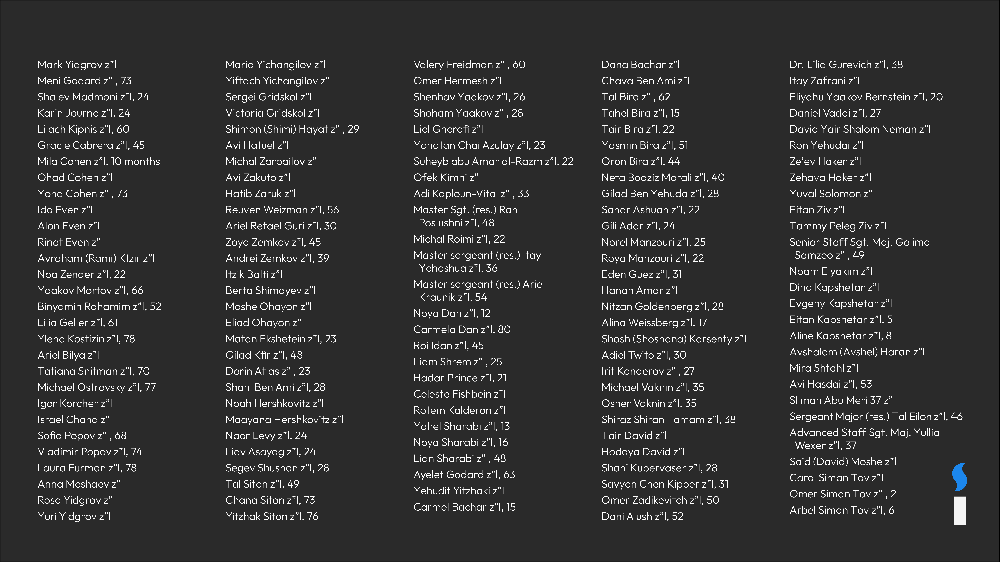 Mark Yidgrov z”l
Meni Godard z”l, 73
Shalev Madmoni z”l, 24
Karin Journo z”l, 24
Lilach Kipnis z”l, 60
Gracie Cabrera z”l, 45
Mila Cohen z”l, 10 months
Ohad Cohen z”l
Yona Cohen z”l, 73
Ido Even z”l
Alon Even z”l
Rinat Even z”l
Avraham (Rami) Ktzir z”l
Noa Zender z”l, 22
Yaakov Mortov z”l, 66
Binyamin Rahamim z”l, 52
Lilia Geller z”l, 61
Ylena Kostizin z”l, 78
Ariel Bilya z”l
Tatiana Snitman z”l, 70
Michael Ostrovsky z”l, 77
Igor Korcher z”l
Israel Chana z”l
Sofia Popov z”l, 68
Vladimir Popov z”l, 74
Laura Furman z”l, 78
Anna Meshaev z”l
Rosa Yidgrov z”l
Yuri Yidgrov z”l
Maria Yichangilov z”l
Yiftach Yichangilov z”l
Sergei Gridskol z”l
Victoria Gridskol z”l
Shimon (Shimi) Hayat z”l, 29
Avi Hatuel z”l
Michal Zarbailov z”l
Avi Zakuto z”l
Hatib Zaruk z”l
Reuven Weizman z”l, 56
Ariel Refael Guri z”l, 30
Zoya Zemkov z”l, 45
Andrei Zemkov z”l, 39
Itzik Balti z”l
Berta Shimayev z”l
Moshe Ohayon z”l
Eliad Ohayon z”l
Matan Ekshetein z”l, 23
Gilad Kfir z”l, 48
Dorin Atias z”l, 23
Shani Ben Ami z”l, 28
Noah Hershkovitz z”l
Maayana Hershkovitz z”l
Naor Levy z”l, 24
Liav Asayag z”l, 24
Segev Shushan z”l, 28
Tal Siton z”l, 49
Chana Siton z”l, 73
Yitzhak Siton z”l, 76
Valery Freidman z”l, 60
Omer Hermesh z”l
Shenhav Yaakov z”l, 26
Shoham Yaakov z”l, 28
Liel Gherafi z”l
Yonatan Chai Azulay z”l, 23
Suheyb abu Amar al-Razm z”l, 22
Ofek Kimhi z”l
Adi Kaploun-Vital z”l, 33
Master Sgt. (res.) Ran
Poslushni z”l, 48
Michal Roimi z”l, 22
Master sergeant (res.) Itay
Yehoshua z”l, 36
Master sergeant (res.) Arie
Kraunik z”l, 54
Noya Dan z”l, 12
Carmela Dan z”l, 80
Roi Idan z”l, 45
Liam Shrem z”l, 25
Hadar Prince z”l, 21
Celeste Fishbein z”l
Rotem Kalderon z”l
Yahel Sharabi z”l, 13
Noya Sharabi z”l, 16
Lian Sharabi z”l, 48
Ayelet Godard z”l, 63
Yehudit Yitzhaki z”l
Carmel Bachar z”l, 15
Dana Bachar z”l
Chava Ben Ami z”l
Tal Bira z”l, 62
Tahel Bira z”l, 15
Tair Bira z”l, 22
Yasmin Bira z”l, 51
Oron Bira z”l, 44
Neta Boaziz Morali z”l, 40
Gilad Ben Yehuda z”l, 28
Sahar Ashuan z”l, 22
Gili Adar z”l, 24
Norel Manzouri z”l, 25
Roya Manzouri z”l, 22
Eden Guez z”l, 31
Hanan Amar z”l
Nitzan Goldenberg z”l, 28
Alina Weissberg z”l, 17
Shosh (Shoshana) Karsenty z”l
Adiel Twito z”l, 30
Irit Konderov z”l, 27
Michael Vaknin z”l, 35
Osher Vaknin z”l, 35
Shiraz Shiran Tamam z”l, 38
Tair David z”l
Hodaya David z”l
Shani Kupervaser z”l, 28
Savyon Chen Kipper z”l, 31
Omer Zadikevitch z”l, 50
Dani Alush z”l, 52
Dr. Lilia Gurevich z”l, 38
Itay Zafrani z”l
Eliyahu Yaakov Bernstein z”l, 20
Daniel Vadai z”l, 27
David Yair Shalom Neman z”l
Ron Yehudai z”l
Ze’ev Haker z”l
Zehava Haker z”l
Yuval Solomon z”l
Eitan Ziv z”l
Tammy Peleg Ziv z”l
Senior Staff Sgt. Maj. Golima
Samzeo z”l, 49
Noam Elyakim z”l
Dina Kapshetar z”l
Evgeny Kapshetar z”l
Eitan Kapshetar z”l, 5
Aline Kapshetar z”l, 8
Avshalom (Avshel) Haran z”l
Mira Shtahl z”l
Avi Hasdai z”l, 53
Sliman Abu Meri 37 z”l
Sergeant Major (res.) Tal Eilon z”l, 46
Advanced Staff Sgt. Maj. Yullia
Wexer z”l, 37
Said (David) Moshe z”l
Carol Siman Tov z”l
Omer Siman Tov z”l, 2
Arbel Siman Tov z”l, 6